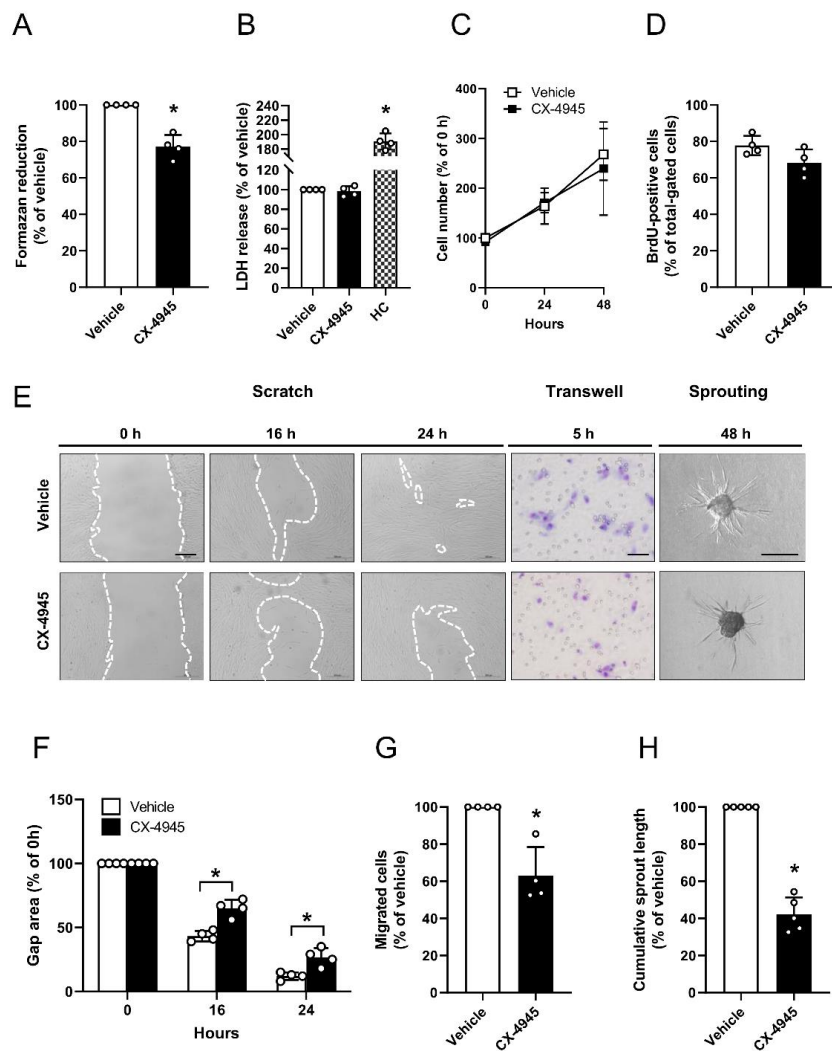 A
B
C
D
Formazan reduction
(% of vehicle)
100
80
60
40
20
0
*
Vehicle
CX-4945
LDH release (% of vehicle)
240
220
200
180
160
120
100
80
60
40
20
0
*
Vehicle
CX-4945
HC
Cell number (% of 0 h)
400
300
200
100
0
Vehicle
CX-4945
0
24
48
Hours
BrdU-positive cells
(% of total-gated cells)
100
80
60
40
20
0
Vehicle
CX-4945
E
Scratch
Transwell
Sprouting
0 h
16 h
24 h
5 h
48 h
Vehicle
CX-4945
F
G
H
Gap area (% of 0h)
150
100
50
0
Vehicle
CX-4945
*
*
0
16
24
Hours
Migrated cells
(% of vehicle)
100
80
60
40
20
0
*
Vehicle
CX-4945
Cumulative sprout length
(% of vehicle)
100
80
60
40
20
0
*
Vehicle
CX-4945